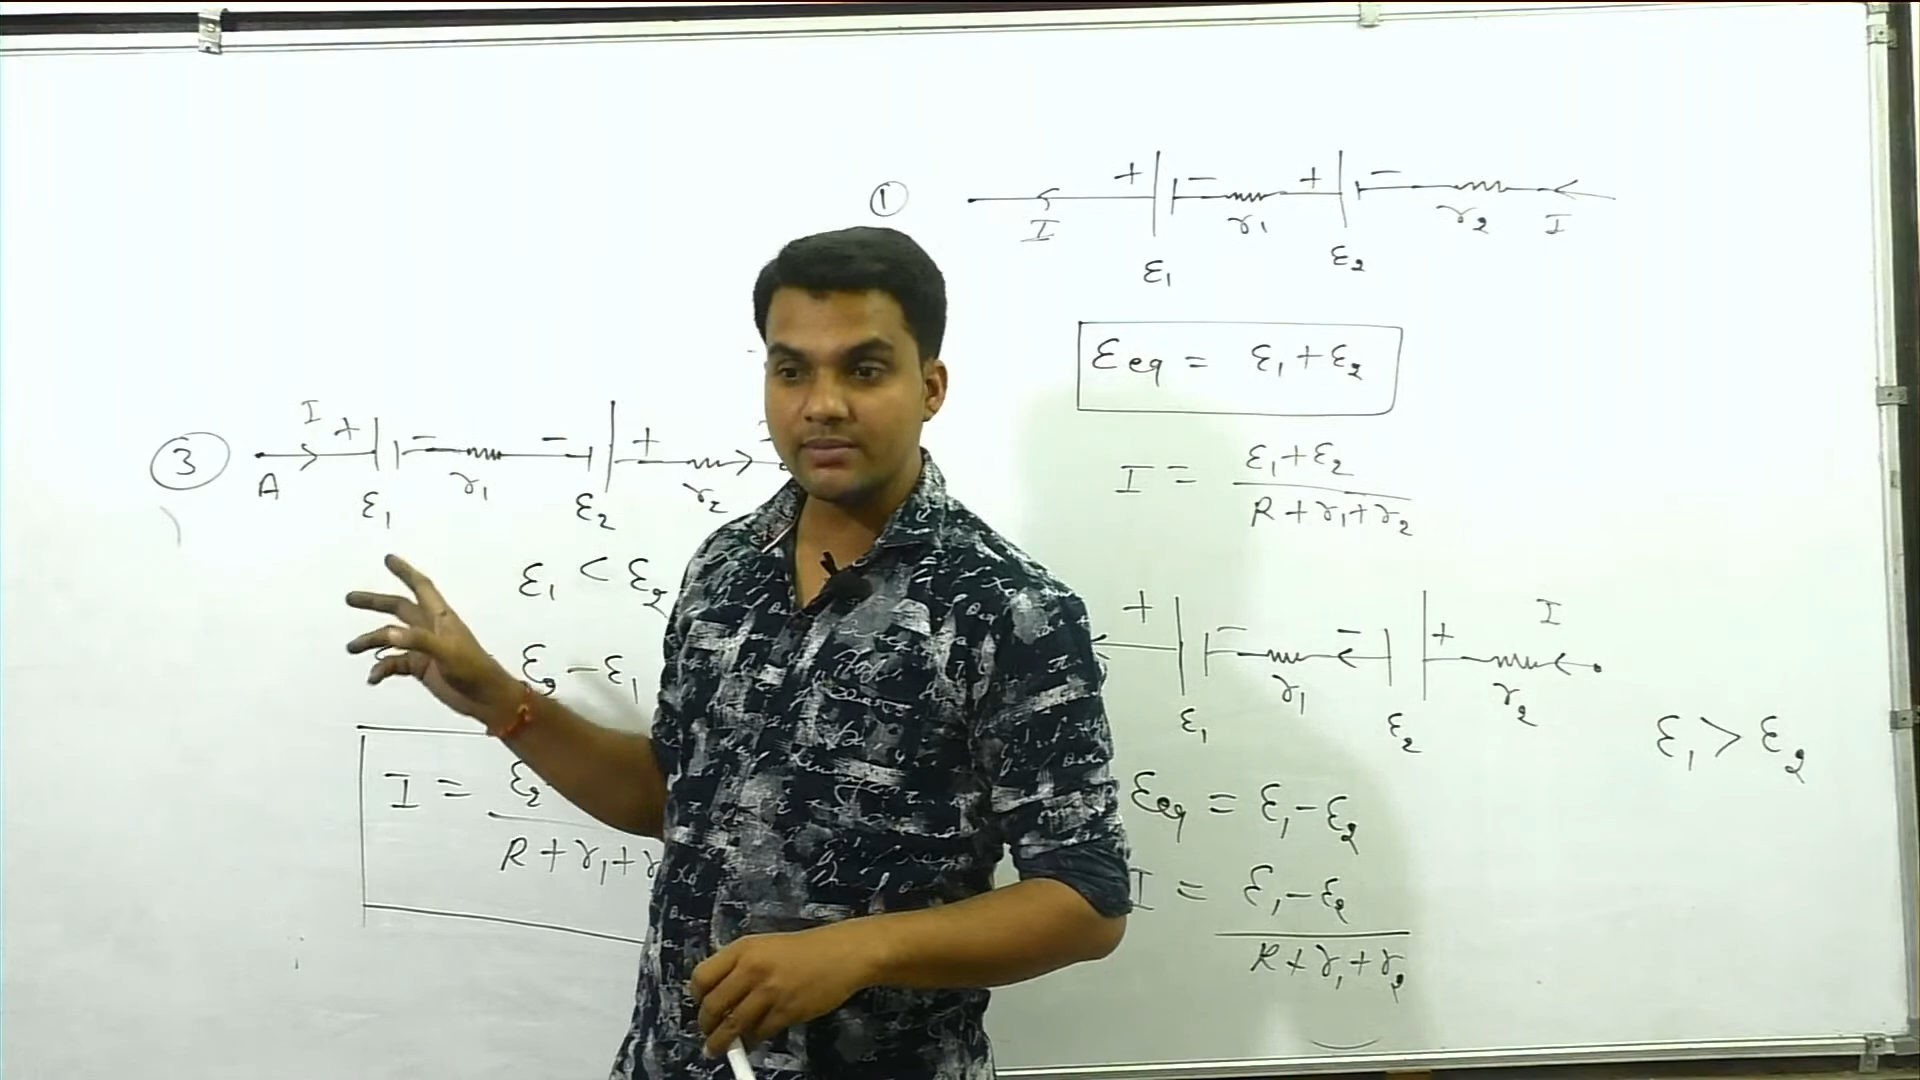 ①
+ − + −
I r₁ r₂ I
ε₁ ε₂
εeq = ε₁ + ε₂
I = (ε₁ + ε₂) / (R + r₁ + r₂)
③
I + − − +
A ε₁ r₁ ε₂ r₂
ε₁ < ε₂
ε₂ − ε₁
I = ε₂
R + r₁ +
+ − − + I
ε₁ r₁ ε₂ r₂
ε₁ > ε₂
εeq = ε₁ − ε₂
I = (ε₁ − ε₂) / (R + r₁ + r₂)